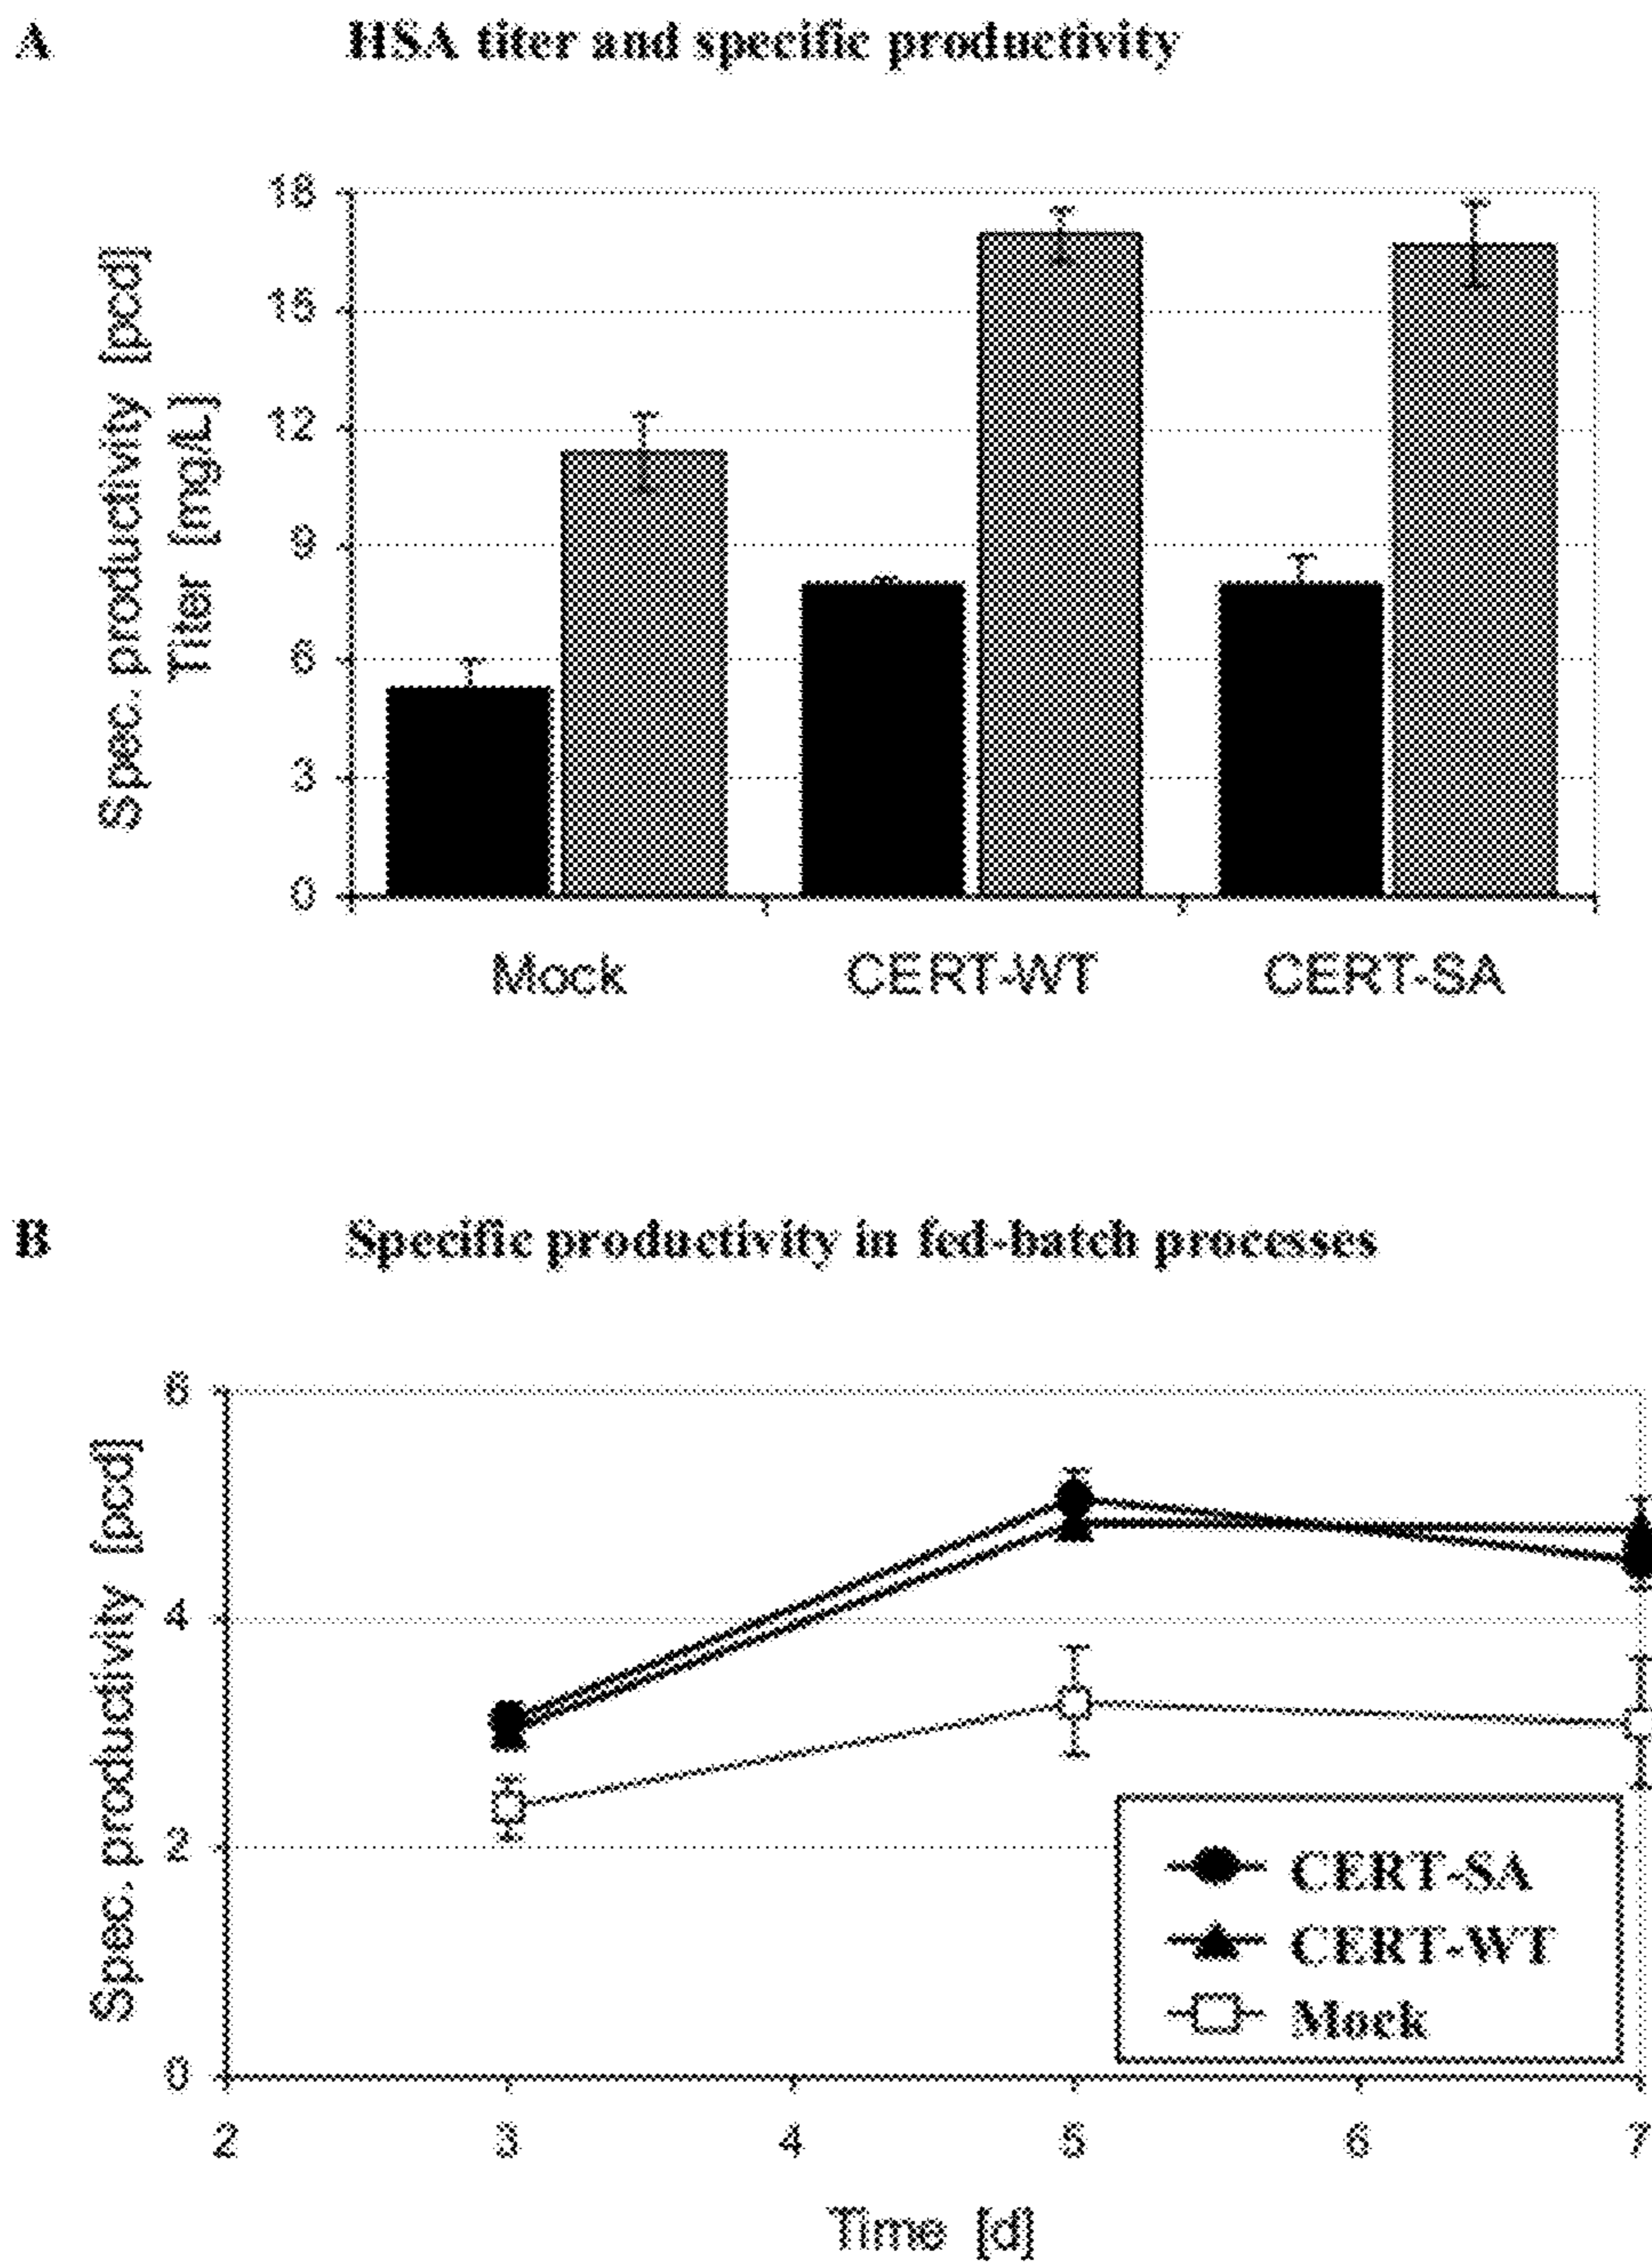 A
HSA titer and specific productivity
Spec. productivity [pcd]
Titer [mg/L]
18
15
12
9
6
3
0
Mock CERT-WT CERT-SA
B
Specific productivity in fed-batch processes
Spec. productivity [pcd]
6
4
2
0
CERT-SA
CERT-WT
Mock
2 3 4 5 6 7
Time [d]